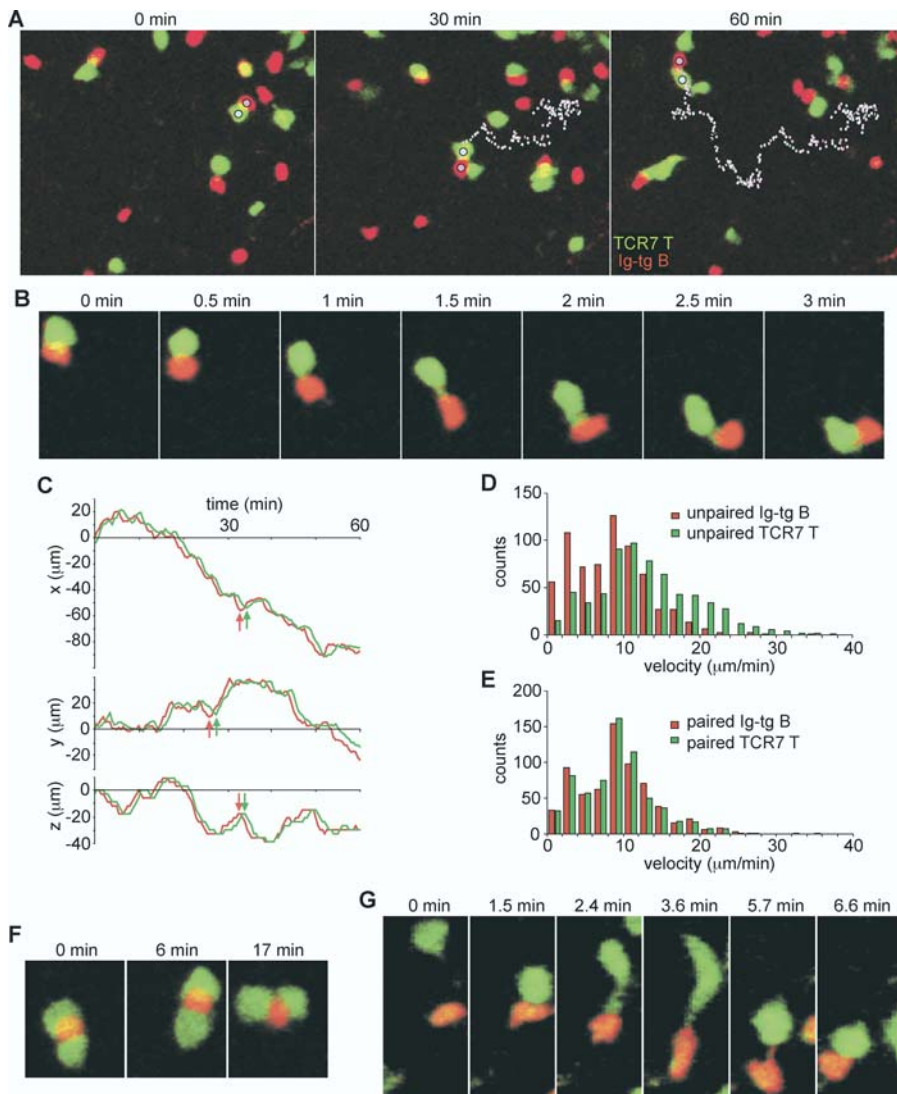 A
0 min 30 min 60 min
TCR7 T
Ig-tg B
B
0 min 0.5 min 1 min 1.5 min 2 min 2.5 min 3 min
C
time (min)
30 60
20
0
-20
-40
-60
-80
x (μm)
20
0
-20
y (μm)
0
-20
-40
z (μm)
D
150
100
50
0
counts
unpaired Ig-tg B
unpaired TCR7 T
0 20 40
velocity (μm/min)
E
200
150
100
50
0
counts
paired Ig-tg B
paired TCR7 T
0 10 20 30 40
velocity (μm/min)
F
0 min 6 min 17 min
G
0 min 1.5 min 2.4 min 3.6 min 5.7 min 6.6 min